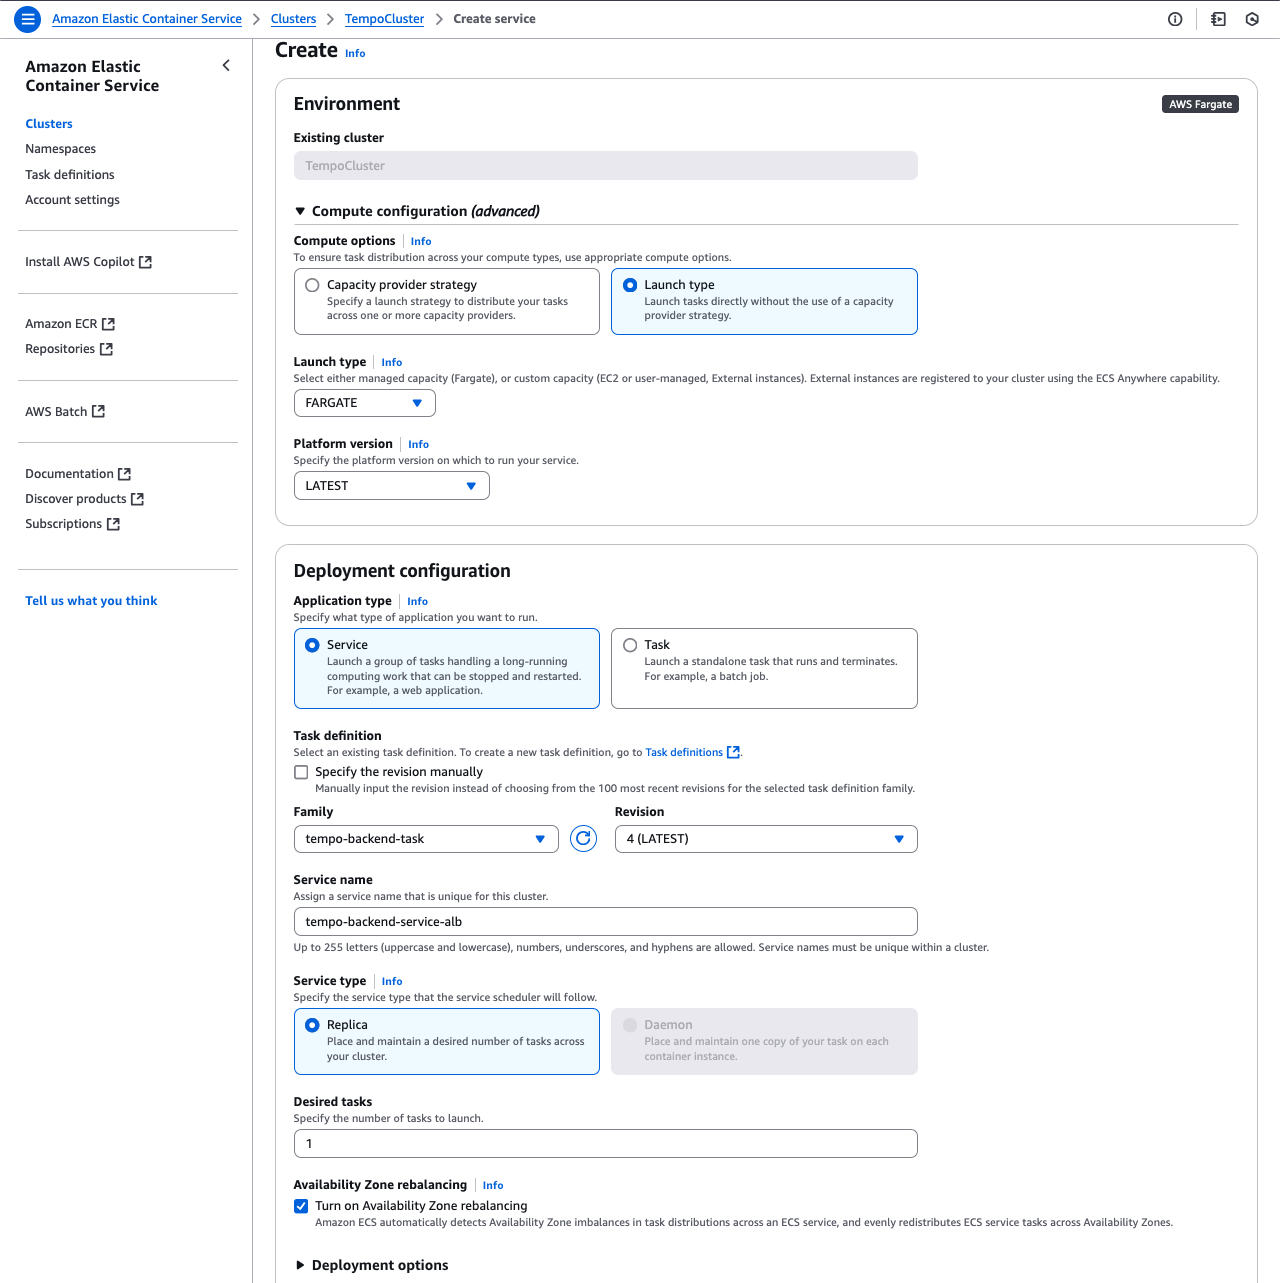 Amazon Elastic Container Service > Clusters > TempoCluster > Create service
Amazon Elastic
Container Service
Clusters
Namespaces
Task definitions
Account settings
Install AWS Copilot
Amazon ECR
Repositories
AWS Batch
Documentation
Discover products
Subscriptions
Tell us what you think
Create Info
Environment
AWS Fargate
Existing cluster
TempoCluster
Compute configuration (advanced)
Compute options Info
To ensure task distribution across your compute types, use appropriate compute options.
Capacity provider strategy
Specify a launch strategy to distribute your tasks
across one or more capacity providers.
Launch type
Launch tasks directly without the use of a capacity
provider strategy.
Launch type Info
Select either managed capacity (Fargate), or custom capacity (EC2 or user-managed, External instances). External instances are registered to your cluster using the ECS Anywhere capability.
FARGATE
Platform version Info
Specify the platform version on which to run your service.
LATEST
Deployment configuration
Application type Info
Specify what type of application you want to run.
Service
Launch a group of tasks handling a long-running
computing work that can be stopped and restarted.
For example, a web application.
Task
Launch a standalone task that runs and terminates.
For example, a batch job.
Task definition
Select an existing task definition. To create a new task definition, go to Task definitions.
Specify the revision manually
Manually input the revision instead of choosing from the 100 most recent revisions for the selected task definition family.
Family
tempo-backend-task
Revision
4 (LATEST)
Service name
Assign a service name that is unique for this cluster.
tempo-backend-service-alb
Up to 255 letters (uppercase and lowercase), numbers, underscores, and hyphens are allowed. Service names must be unique within a cluster.
Service type Info
Specify the service type that the service scheduler will follow.
Replica
Place and maintain a desired number of tasks across
your cluster.
Daemon
Place and maintain one copy of your task on each
container instance.
Desired tasks
Specify the number of tasks to launch.
1
Availability Zone rebalancing Info
Turn on Availability Zone rebalancing
Amazon ECS automatically detects Availability Zone imbalances in task distributions across an ECS service, and evenly redistributes ECS service tasks across Availability Zones.
Deployment options